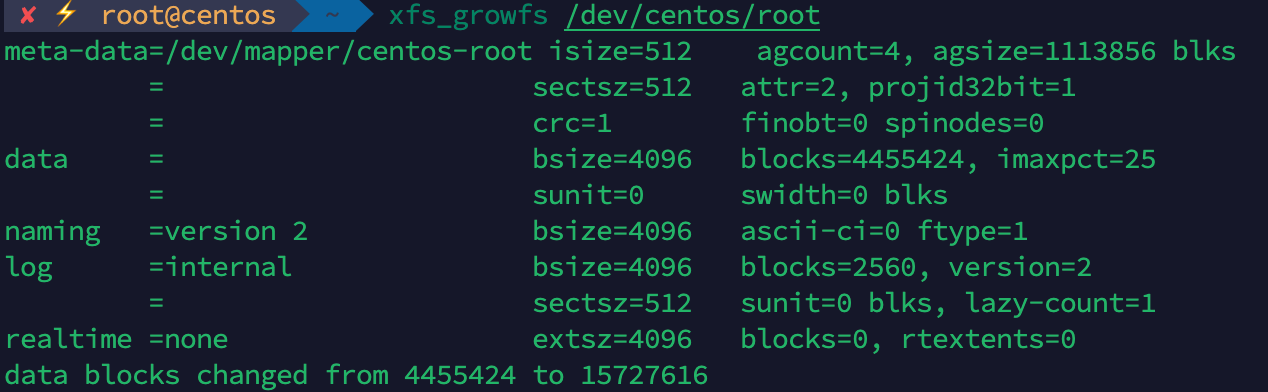 ✘ ⚡ root@centos ~ xfs_growfs /dev/centos/root
meta-data=/dev/mapper/centos-root isize=512    agcount=4, agsize=1113856 blks
         =                       sectsz=512   attr=2, projid32bit=1
         =                       crc=1        finobt=0 spinodes=0
data     =                       bsize=4096   blocks=4455424, imaxpct=25
         =                       sunit=0      swidth=0 blks
naming   =version 2              bsize=4096   ascii-ci=0 ftype=1
log      =internal               bsize=4096   blocks=2560, version=2
         =                       sectsz=512   sunit=0 blks, lazy-count=1
realtime =none                   extsz=4096   blocks=0, rtextents=0
data blocks changed from 4455424 to 15727616